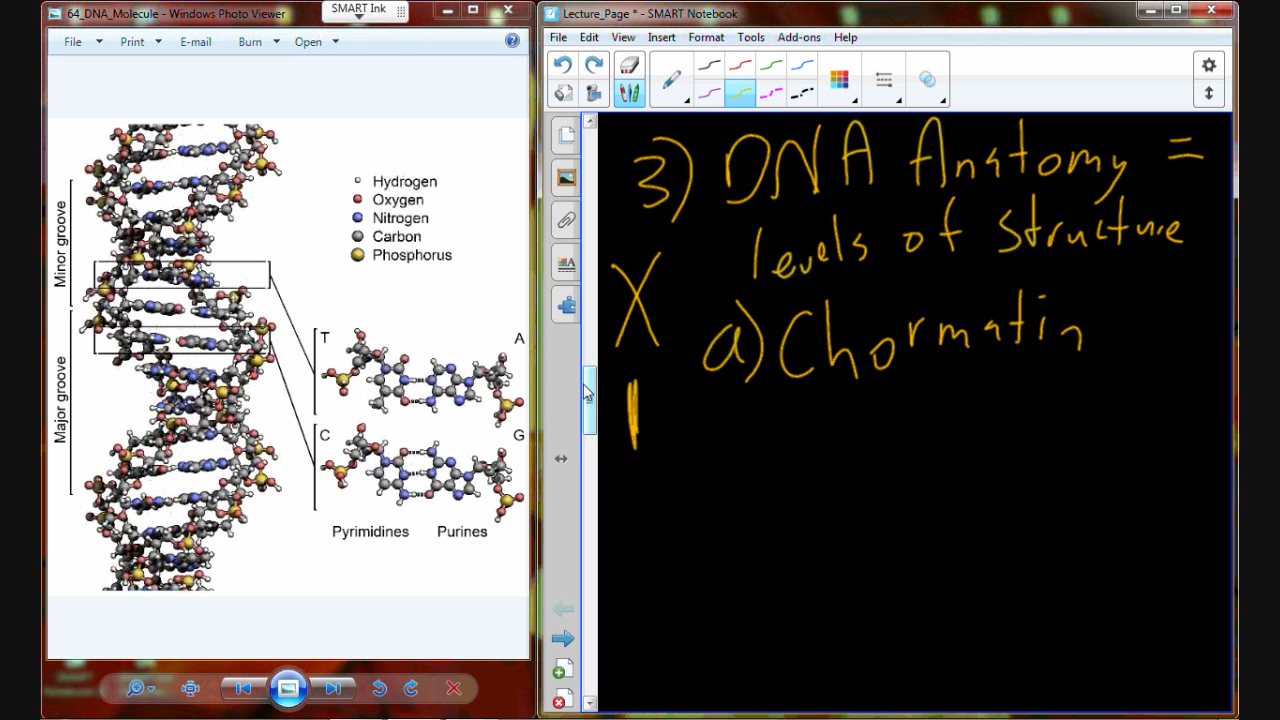 64_DNA_Molecule - Windows Photo Viewer
SMART Ink
File Print E-mail Burn Open
Minor groove
Major groove
Hydrogen
Oxygen
Nitrogen
Carbon
Phosphorus
T A
C G
Pyrimidines Purines
Lecture_Page * - SMART Notebook
File Edit View Insert Format Tools Add-ons Help
3) DNA Anatomy =
levels of structure
X a) Chormatin